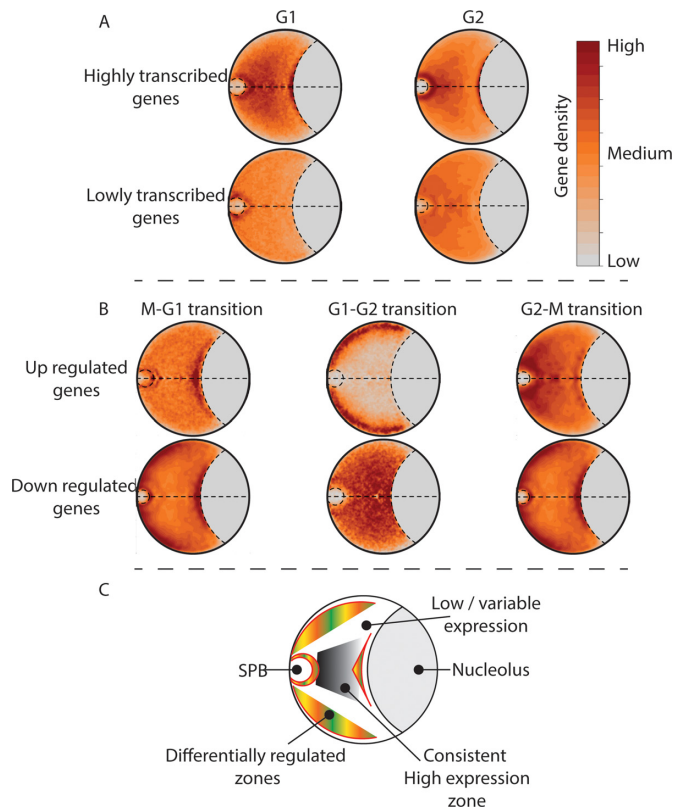 A
G1
G2
Highly transcribed
genes
Lowly transcribed
genes
High
Medium
Low
Gene density
B
M-G1 transition
G1-G2 transition
G2-M transition
Up regulated
genes
Down regulated
genes
C
Low / variable
expression
SPB
Nucleolus
Differentially regulated
zones
Consistent
High expression
zone